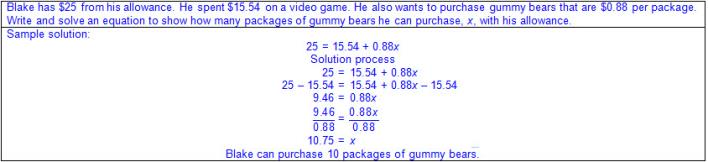 Blake has $25 from his allowance. He spent $15.54 on a video game. He also wants to purchase gummy bears that are $0.88 per package.
Write and solve an equation to show how many packages of gummy bears he can purchase, x, with his allowance.
Sample solution:
25 = 15.54 + 0.88x
Solution process
25 = 15.54 + 0.88x
25 – 15.54 = 15.54 + 0.88x – 15.54
9.46 = 0.88x
9.46/0.88 = 0.88x/0.88
10.75 = x
Blake can purchase 10 packages of gummy bears.